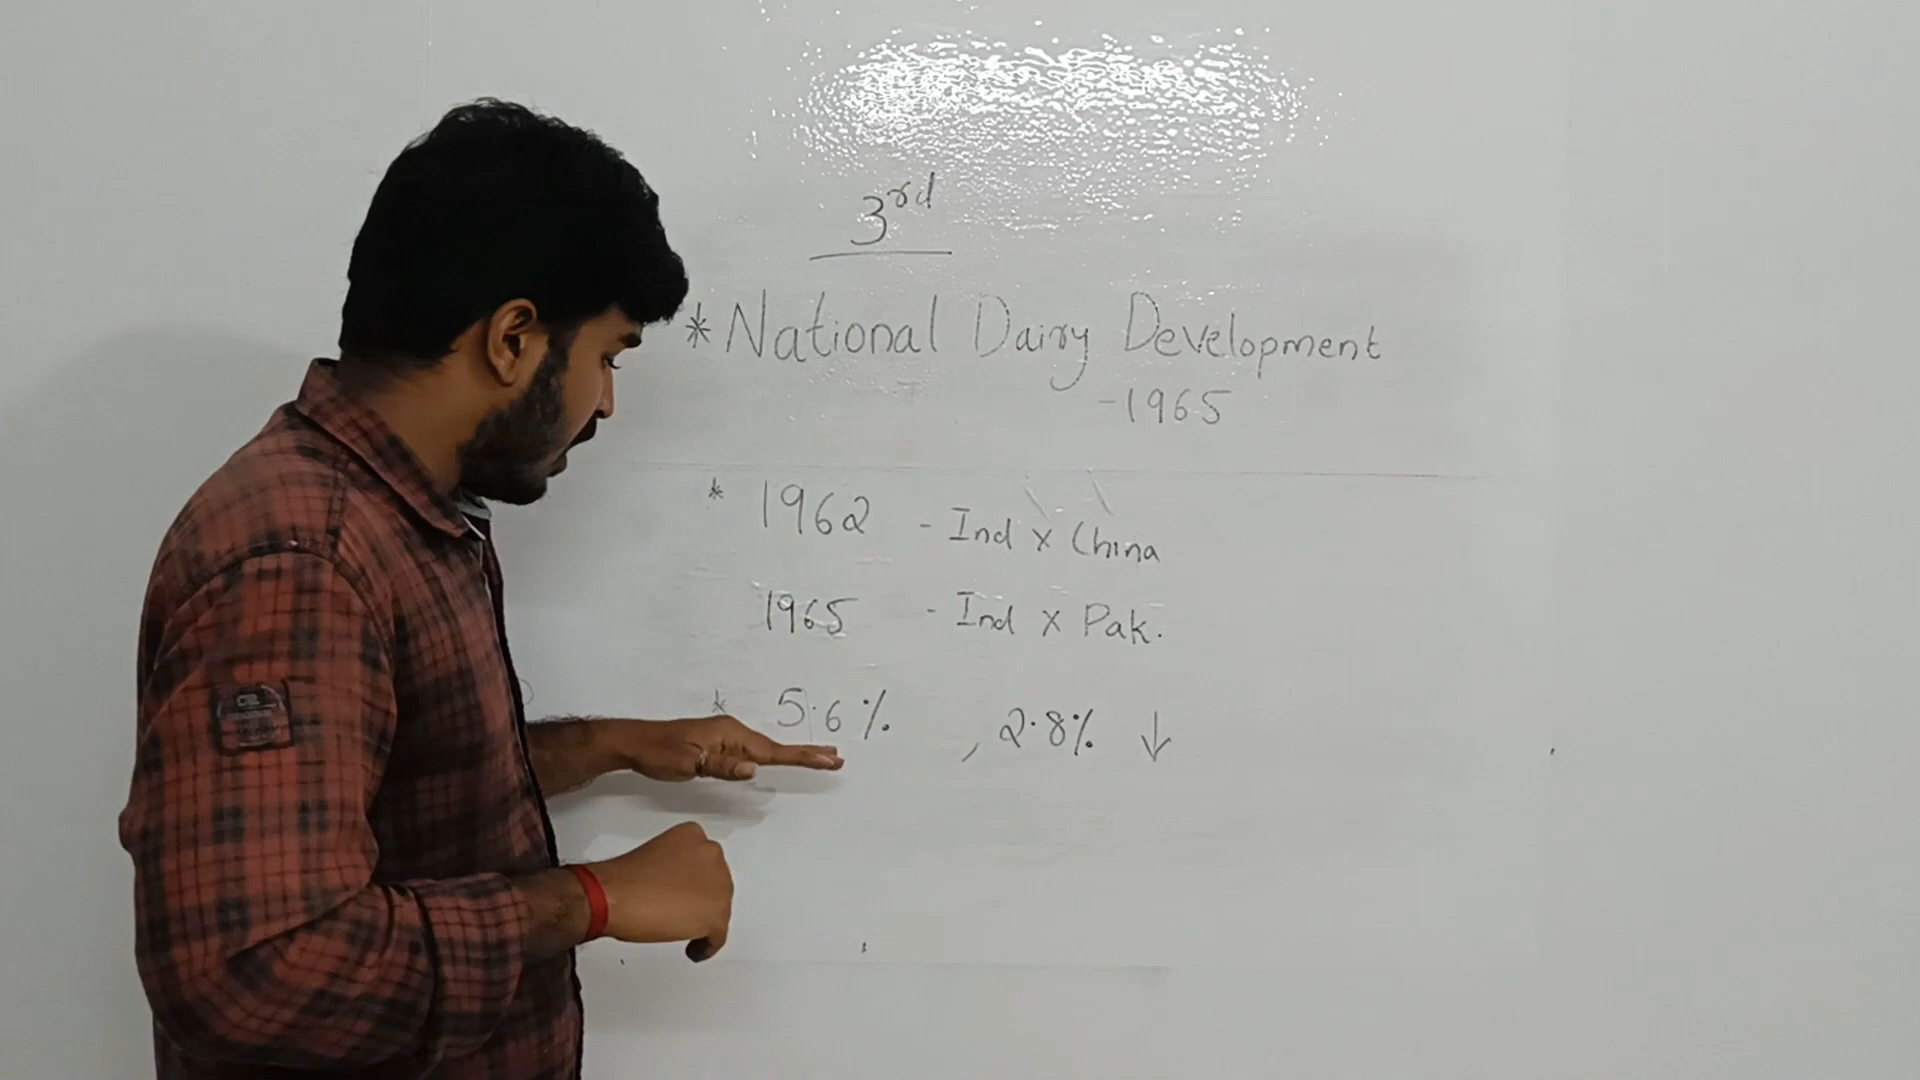 3rd
*National Dairy Development
-1965
* 1962 - Ind x China
1965 - Ind x Pak.
* 5.6% , 2.8% ↓